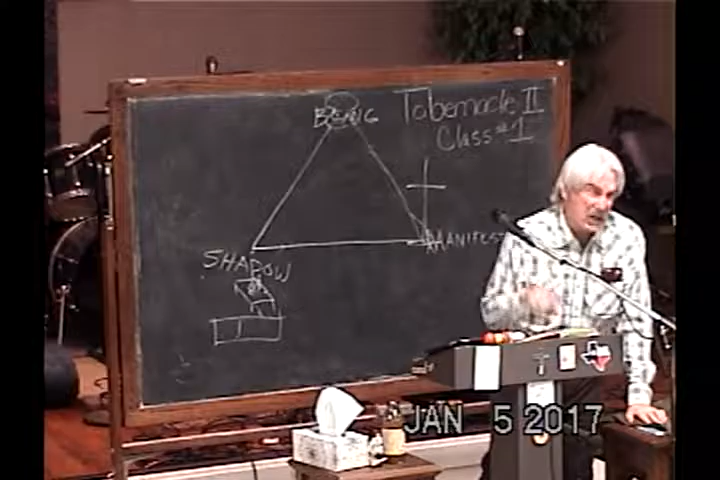 BEING
Tabernacle II
Class #1
MANIFEST
SHADOW
JAN 5 2017